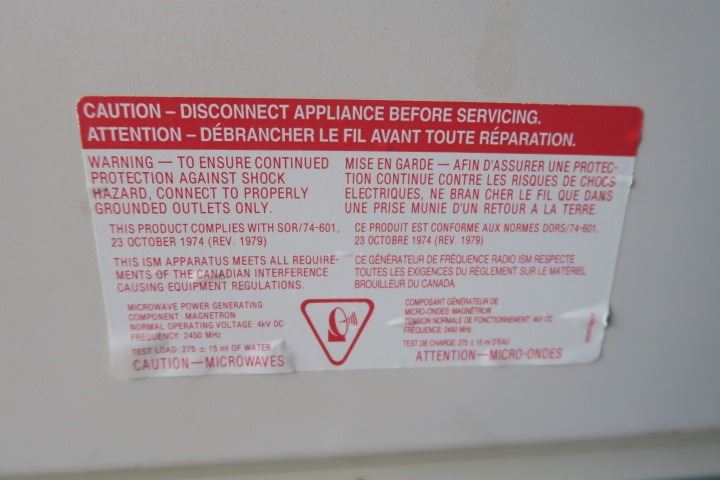 CAUTION – DISCONNECT APPLIANCE BEFORE SERVICING.
ATTENTION – DÉBRANCHER LE FIL AVANT TOUTE RÉPARATION.
WARNING — TO ENSURE CONTINUED
PROTECTION AGAINST SHOCK
HAZARD, CONNECT TO PROPERLY
GROUNDED OUTLETS ONLY.
THIS PRODUCT COMPLIES WITH SOR/74-601,
23 OCTOBER 1974 (REV. 1979)
THIS ISM APPARATUS MEETS ALL REQUIRE-
MENTS OF THE CANADIAN INTERFERENCE
CAUSING EQUIPMENT REGULATIONS.
MICROWAVE POWER GENERATING
COMPONENT: MAGNETRON
NORMAL OPERATING VOLTAGE: 4kV DC
FREQUENCY: 2450 MHz
TEST LOAD: 275 ± 15 ml OF WATER
CAUTION—MICROWAVES
MISE EN GARDE — AFIN D'ASSURER UNE PROTEC-
TION CONTINUE CONTRE LES RISQUES DE CHOCS
ELECTRIQUES, NE BRAN CHER LE FIL QUE DANS
UNE PRISE MUNIE D'UN RETOUR A LA TERRE.
CE PRODUIT EST CONFORME AUX NORMES DORS/74-601,
23 OCTOBRE 1974 (REV. 1979)
CE GÉNÉRATEUR DE FRÉQUENCE RADIO ISM RESPECTE
TOUTES LES EXIGENCES DU RÈGLEMENT SUR LE MATÉRIEL
BROUILLEUR DU CANADA.
COMPOSANT GÉNÉRATEUR DE
MICRO-ONDES: MAGNÉTRON
TENSION NORMALE DE FONCTIONNEMENT: 4kV DC
FRÉQUENCE: 2450 MHz
TEST DE CHARGE: 275 ± 15 ml D'EAU
ATTENTION—MICRO-ONDES